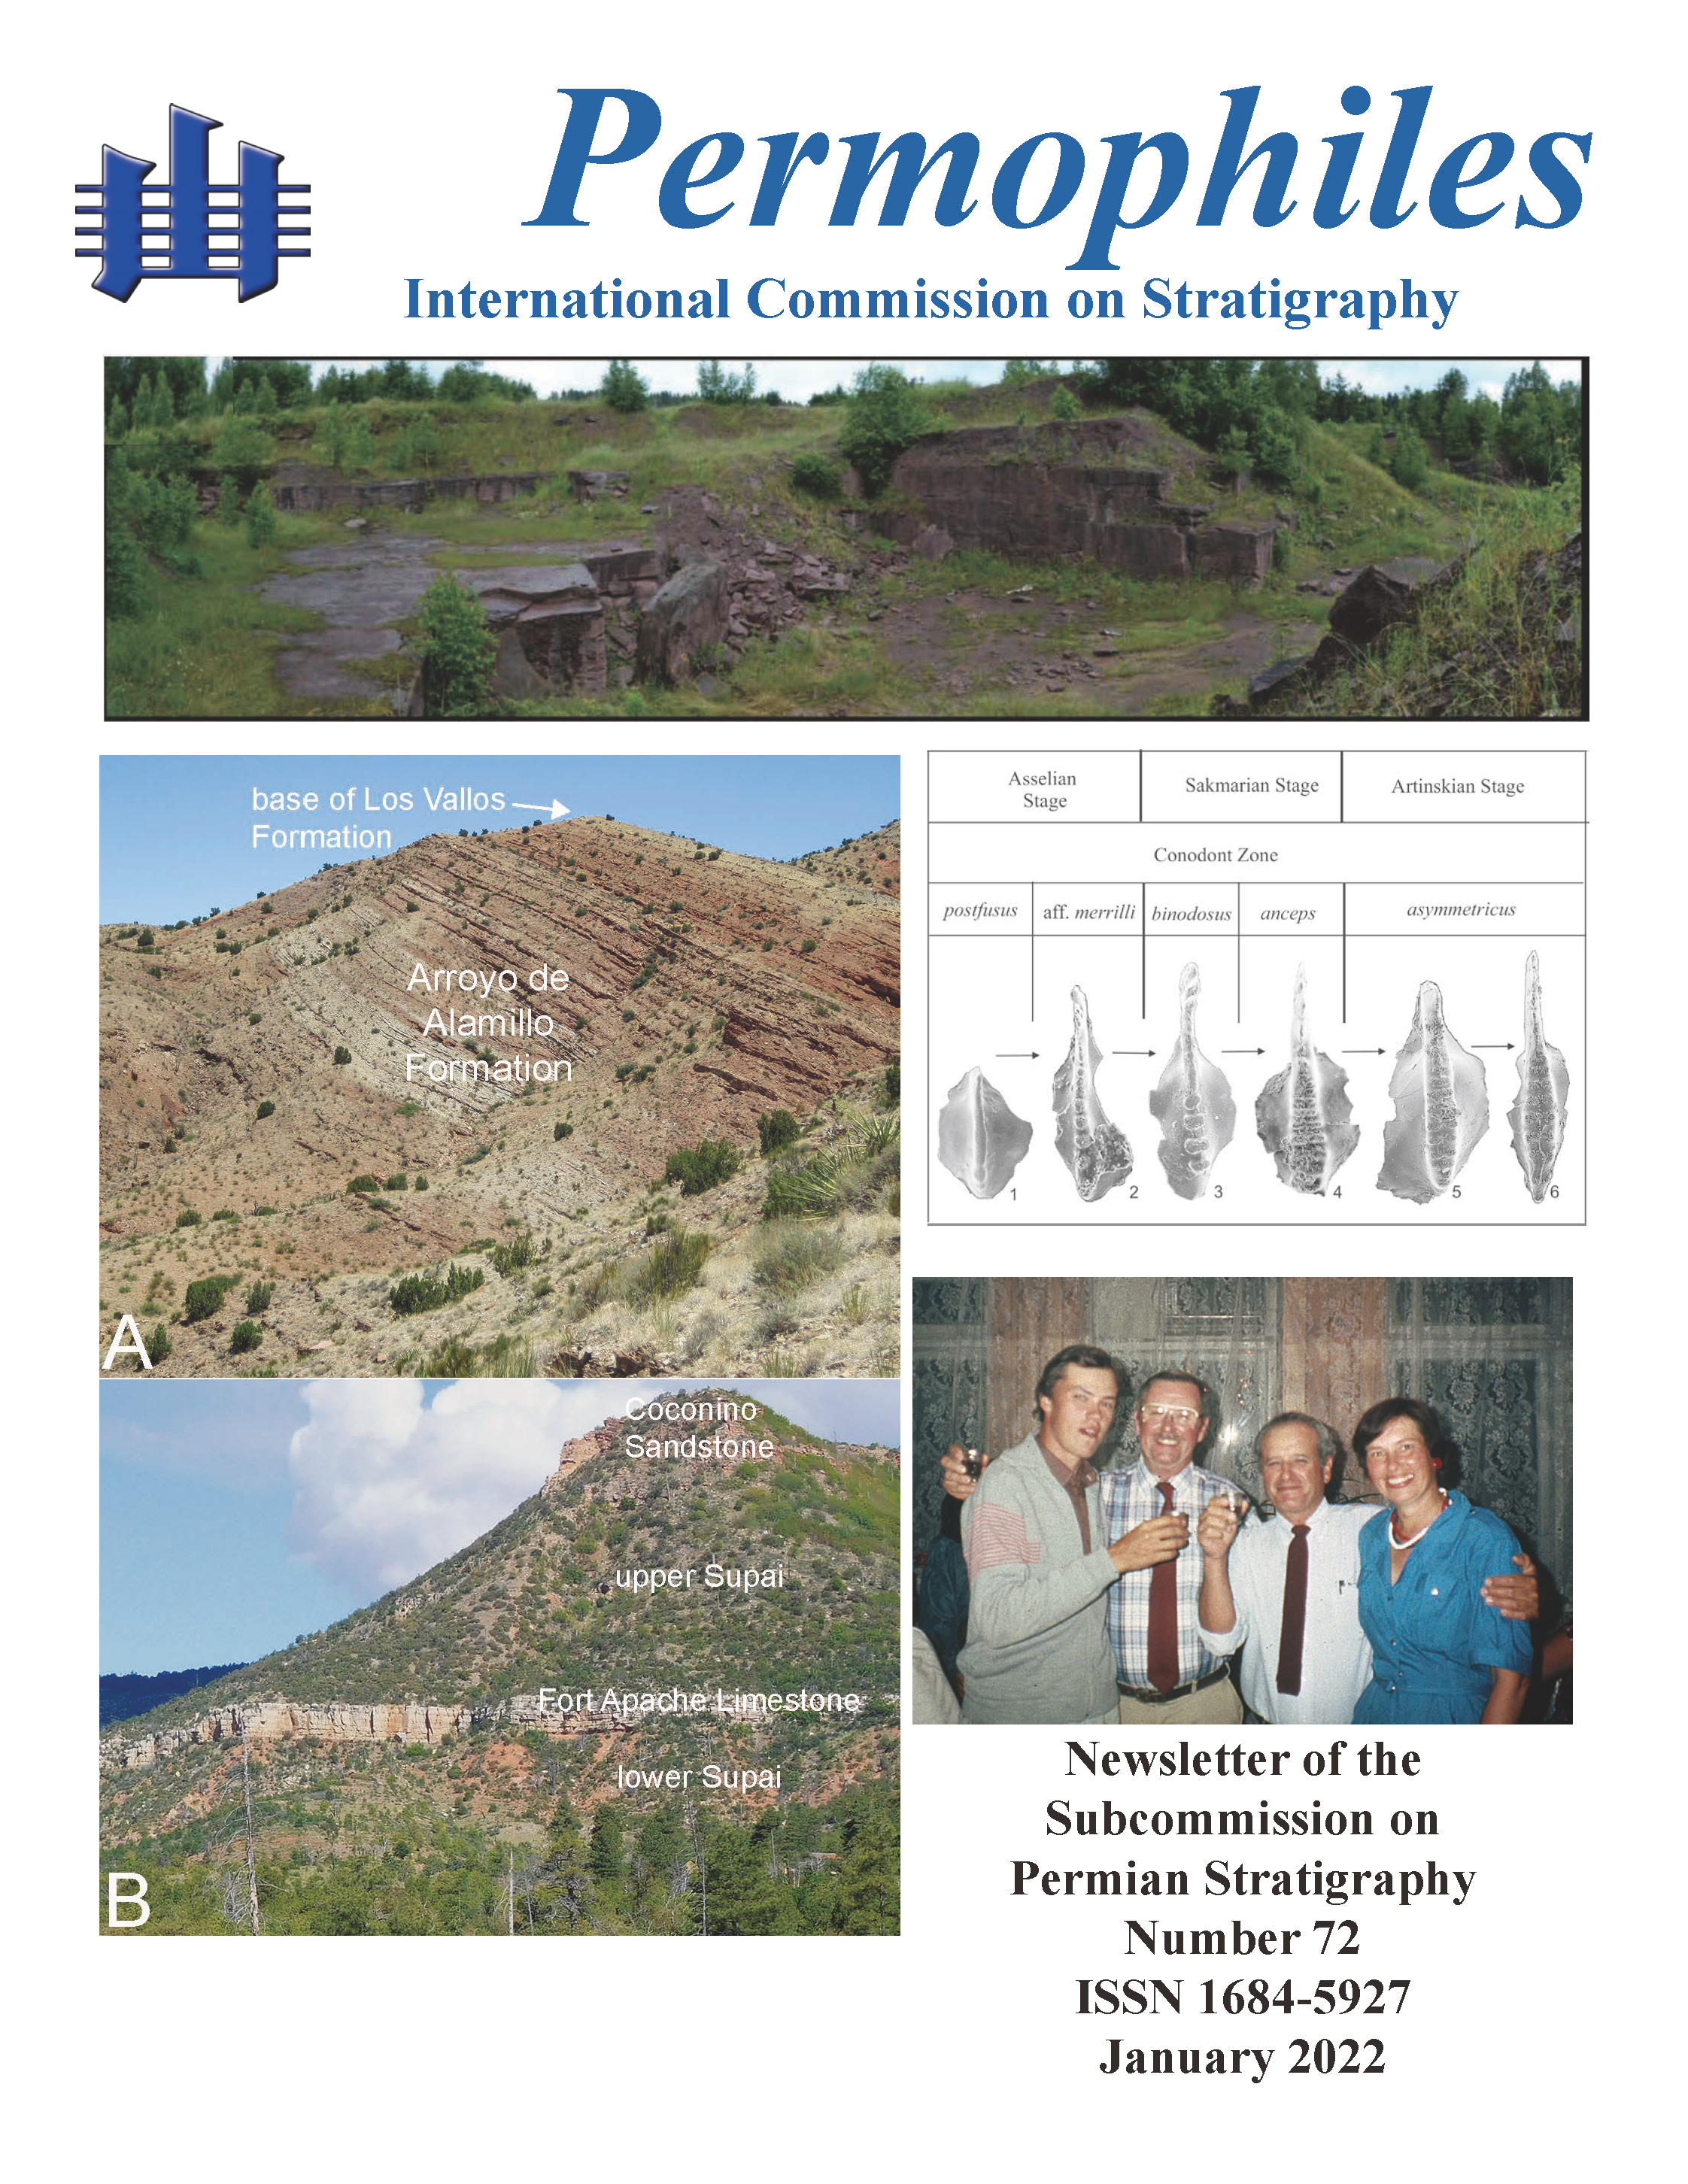 Permophiles
International Commission on Stratigraphy
base of Los Vallos
Formation
Arroyo de
Alamillo
Formation
A
Coconino
Sandstone
upper Supai
Fort Apache Limestone
lower Supai
B
Asselian
Stage
Sakmarian Stage
Artinskian Stage
Conodont Zone
postfusus
aff. merrilli
binodosus
anceps
asymmetricus
1
2
3
4
5
6
Newsletter of the
Subcommission on
Permian Stratigraphy
Number 72
ISSN 1684-5927
January 2022